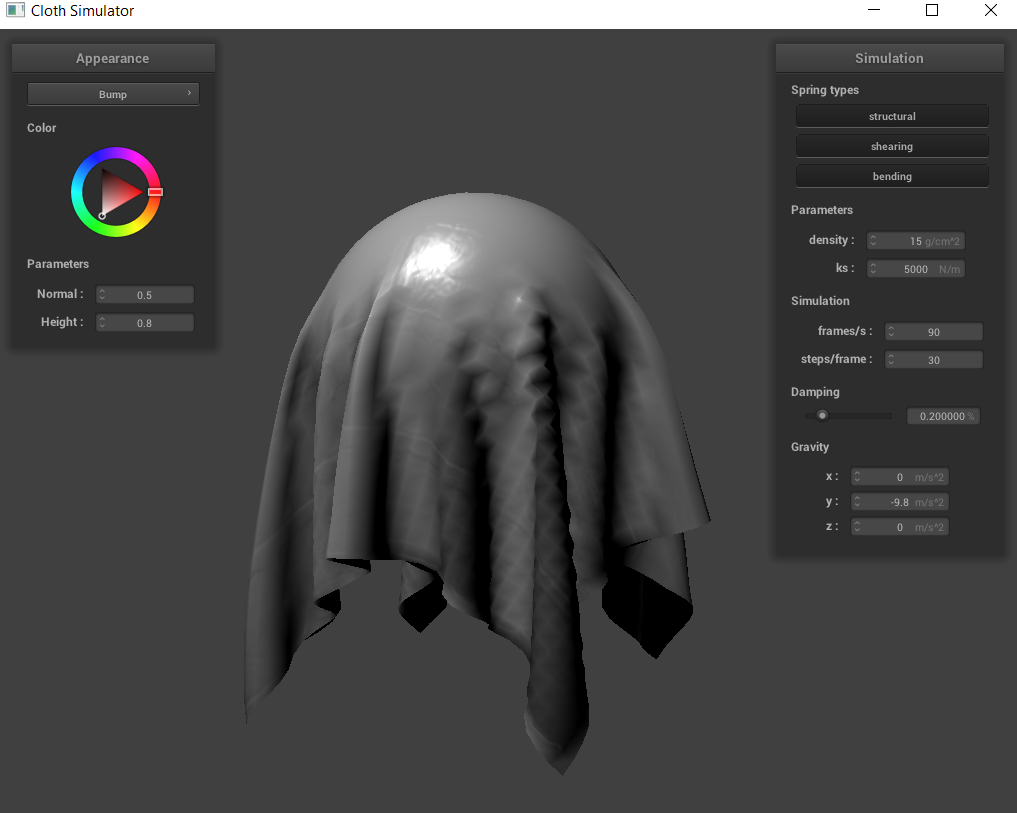 Cloth Simulator
Appearance
Bump
Color
Parameters
Normal : 0.5
Height : 0.8
Simulation
Spring types
structural
shearing
bending
Parameters
density : 15 g/cm^2
ks : 5000 N/m
Simulation
frames/s : 90
steps/frame : 30
Damping
0.200000 %
Gravity
x : 0 m/s^2
y : -9.8 m/s^2
z : 0 m/s^2